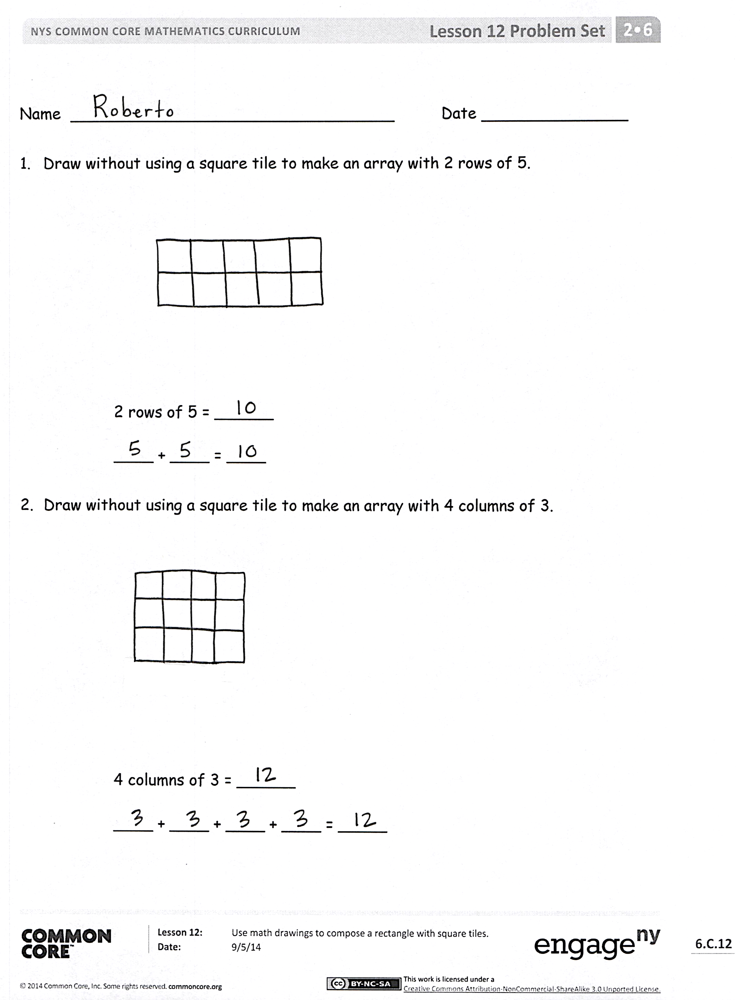 NYS COMMON CORE MATHEMATICS CURRICULUM Lesson 12 Problem Set 2•6
Name Roberto Date
1. Draw without using a square tile to make an array with 2 rows of 5.
2 rows of 5 = 10
5 + 5 = 10
2. Draw without using a square tile to make an array with 4 columns of 3.
4 columns of 3 = 12
3 + 3 + 3 + 3 = 12
COMMON
CORE™
Lesson 12: Use math drawings to compose a rectangle with square tiles.
Date: 9/5/14
engageny
6.C.12
© 2014 Common Core, Inc. Some rights reserved. commoncore.org
cc BY-NC-SA
This work is licensed under a
Creative Commons Attribution-NonCommercial-ShareAlike 3.0 Unported License.